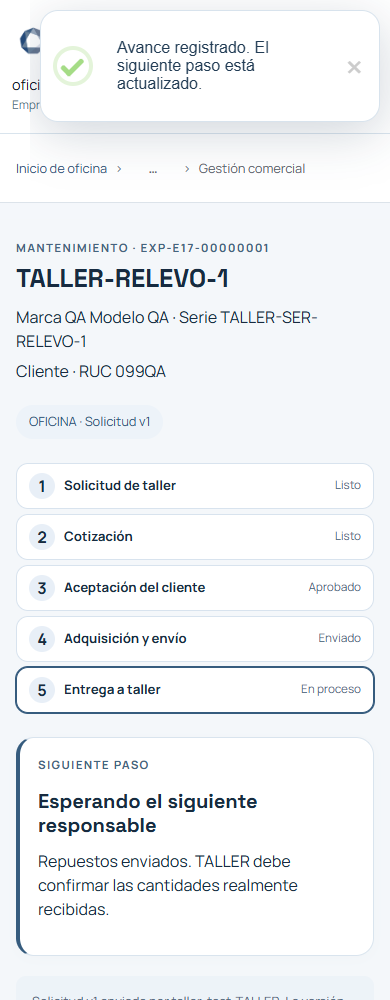 Avance registrado. El
siguiente paso está
actualizado.
×
ofici
Empr
Inicio de oficina › … › Gestión comercial
MANTENIMIENTO · EXP-E17-00000001
TALLER-RELEVO-1
Marca QA Modelo QA · Serie TALLER-SER-
RELEVO-1
Cliente · RUC 099QA
OFICINA · Solicitud v1
1 Solicitud de taller Listo
2 Cotización Listo
3 Aceptación del cliente Aprobado
4 Adquisición y envío Enviado
5 Entrega a taller En proceso
SIGUIENTE PASO
Esperando el siguiente
responsable
Repuestos enviados. TALLER debe
confirmar las cantidades realmente
recibidas.